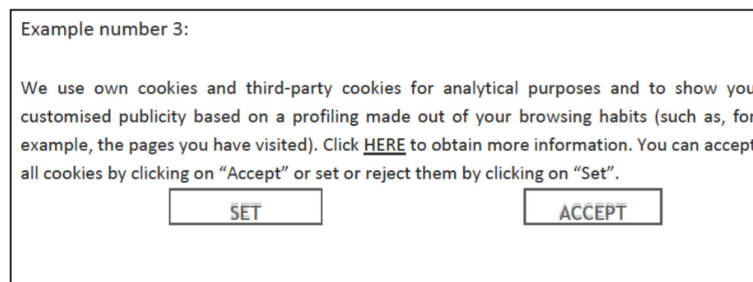 Example number 3:
We use own cookies and third-party cookies for analytical purposes and to show you
customised publicity based on a profiling made out of your browsing habits (such as, for
example, the pages you have visited). Click HERE to obtain more information. You can accept
all cookies by clicking on “Accept” or set or reject them by clicking on “Set”.
SET ACCEPT